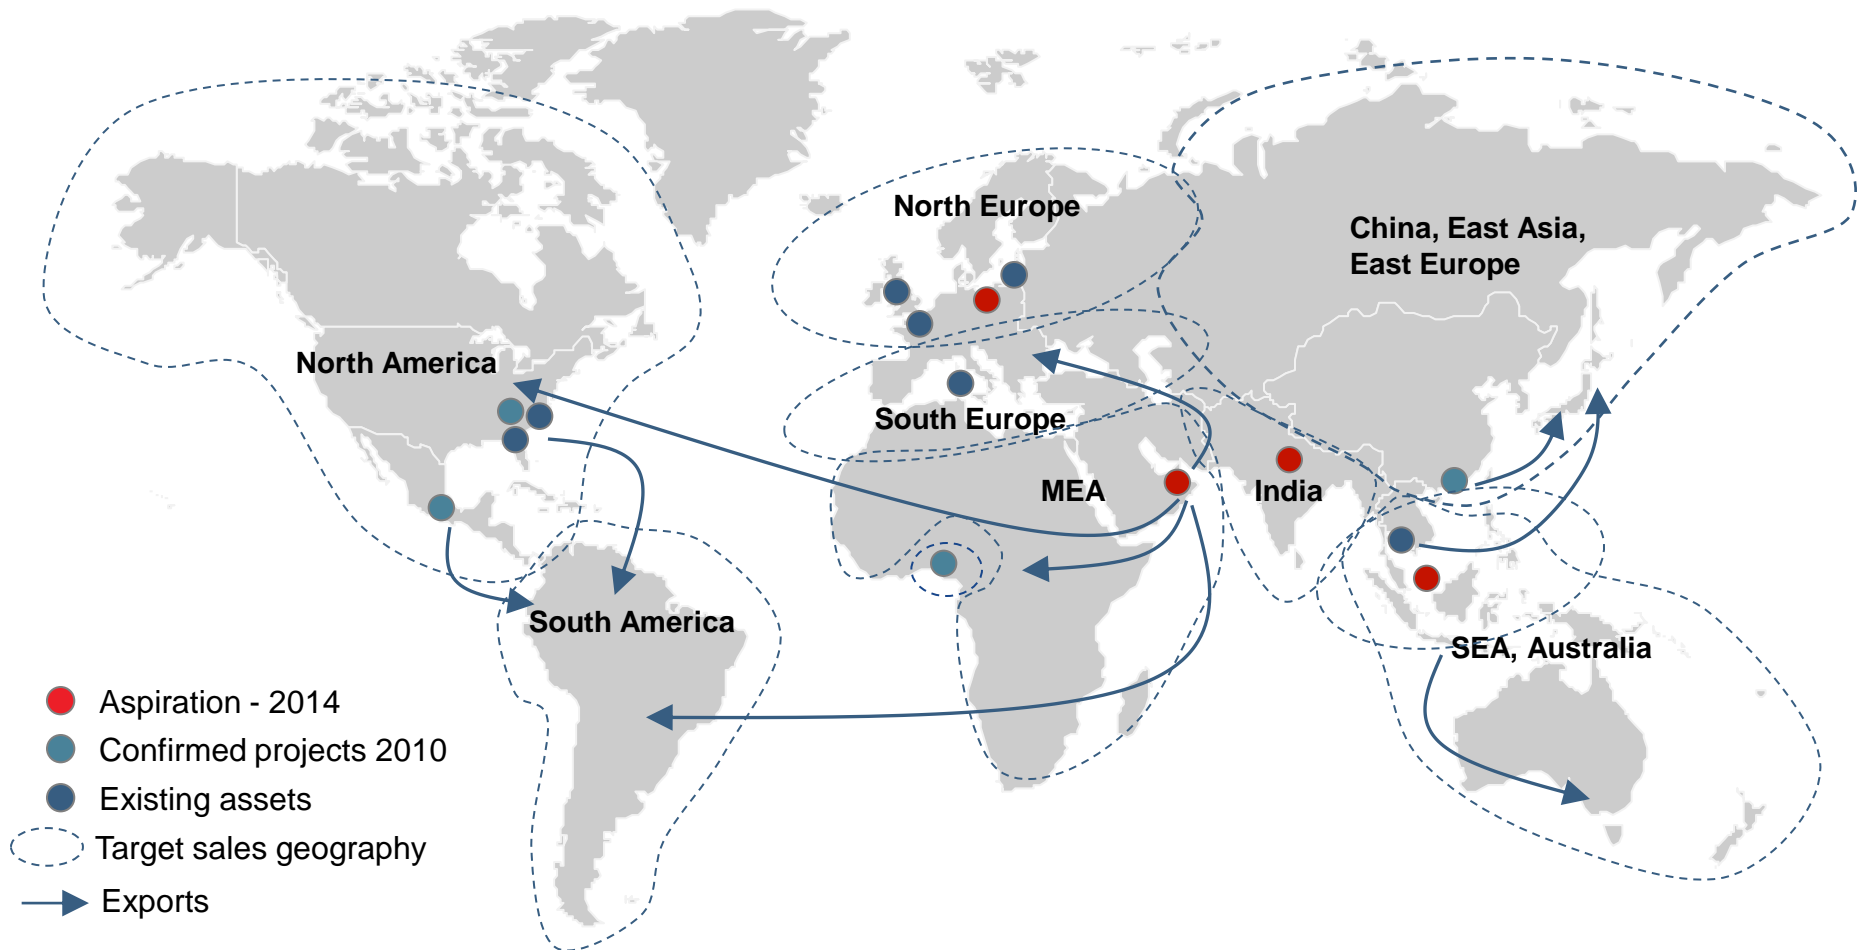 North Europe
China, East Asia,
East Europe
North America
South Europe
MEA
India
South America
SEA, Australia
Aspiration - 2014
Confirmed projects 2010
Existing assets
Target sales geography
Exports